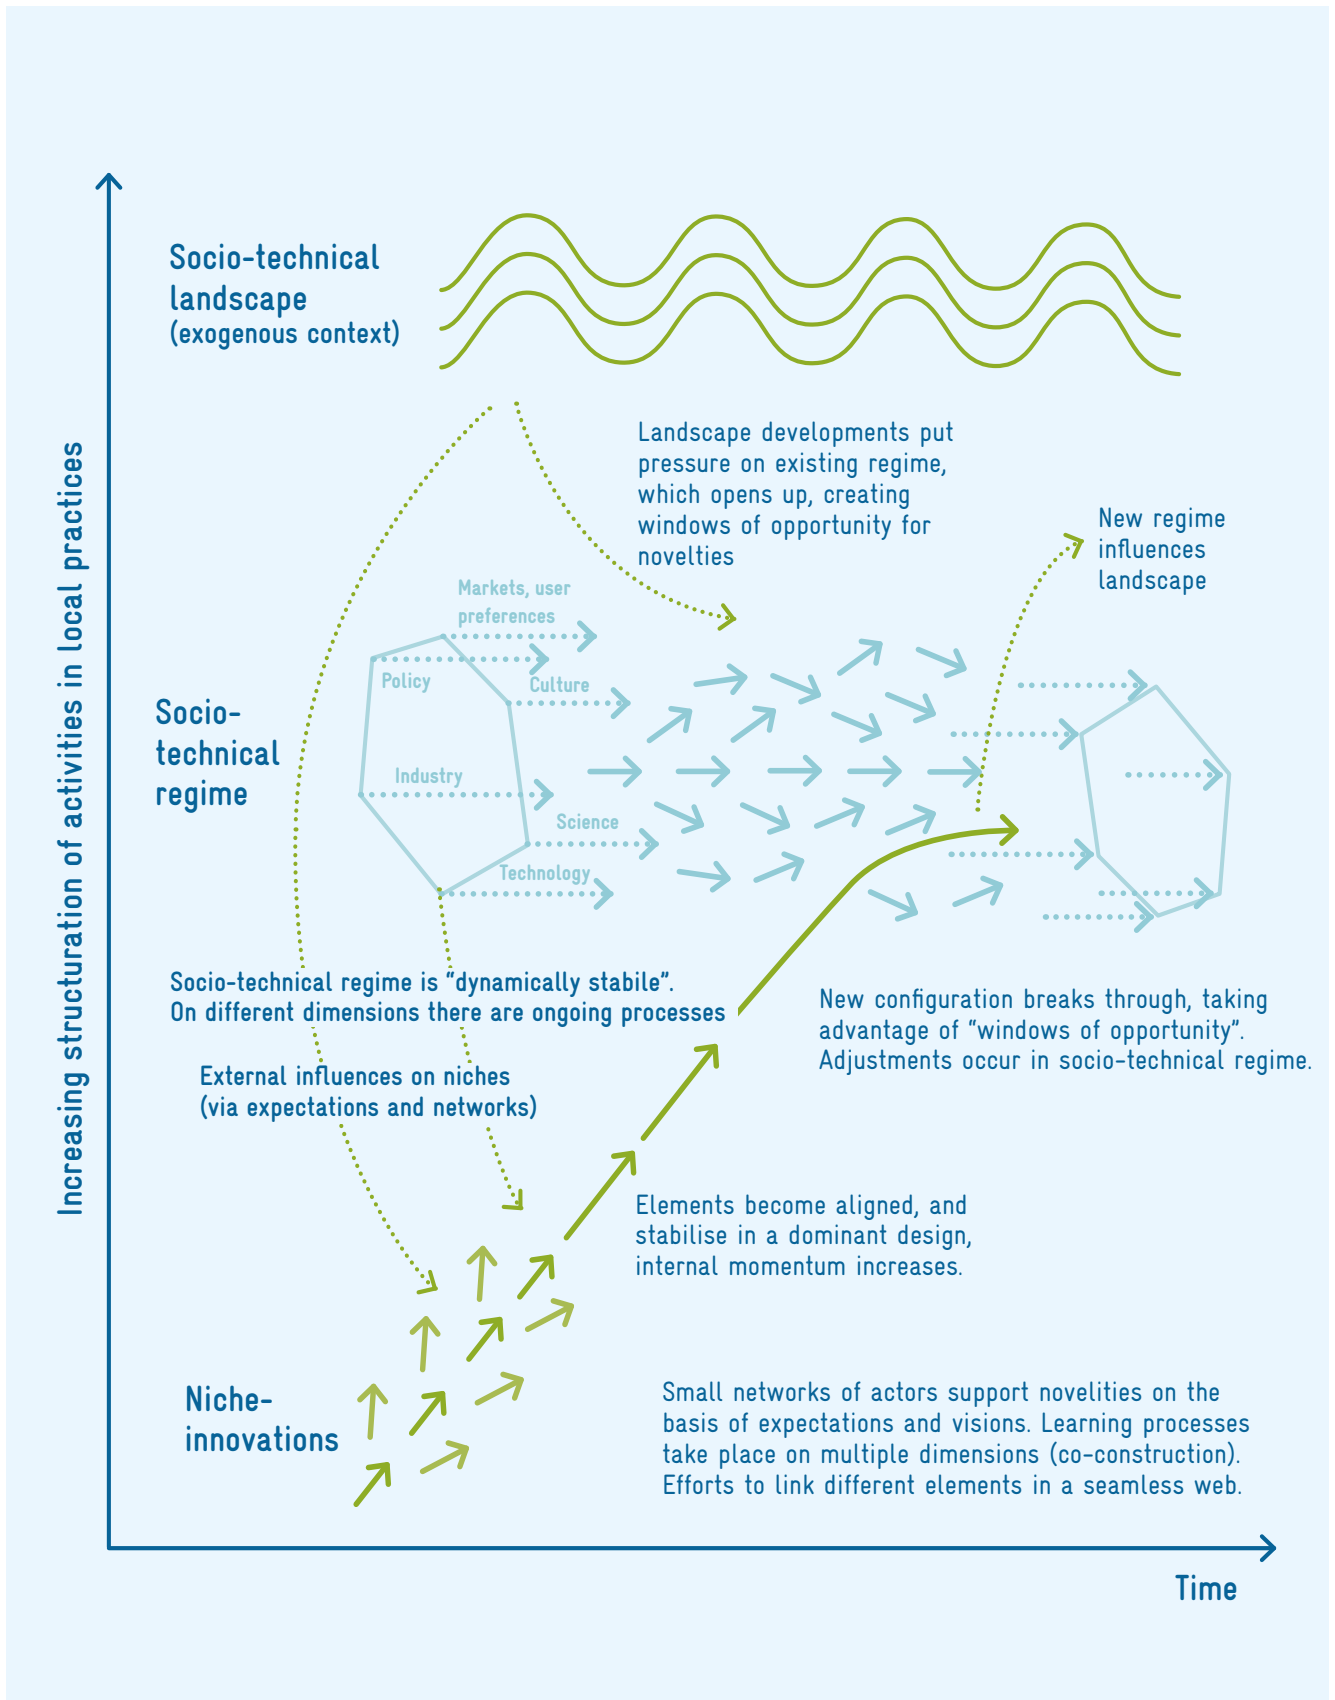 Socio-technical
landscape
(exogenous context)
Landscape developments put
pressure on existing regime,
which opens up, creating
windows of opportunity for
novelties
New regime
influences
landscape
Increasing structuration of activities in local practices
Markets, user
preferences
Policy
Culture
Socio-
technical
regime
Industry
Science
Technology
Socio-technical regime is “dynamically stabile”.
On different dimensions there are ongoing processes
New configuration breaks through, taking
advantage of “windows of opportunity”.
Adjustments occur in socio-technical regime.
External influences on niches
(via expectations and networks)
Elements become aligned, and
stabilise in a dominant design,
internal momentum increases.
Niche-
innovations
Small networks of actors support novelities on the
basis of expectations and visions. Learning processes
take place on multiple dimensions (co-construction).
Efforts to link different elements in a seamless web.
Time